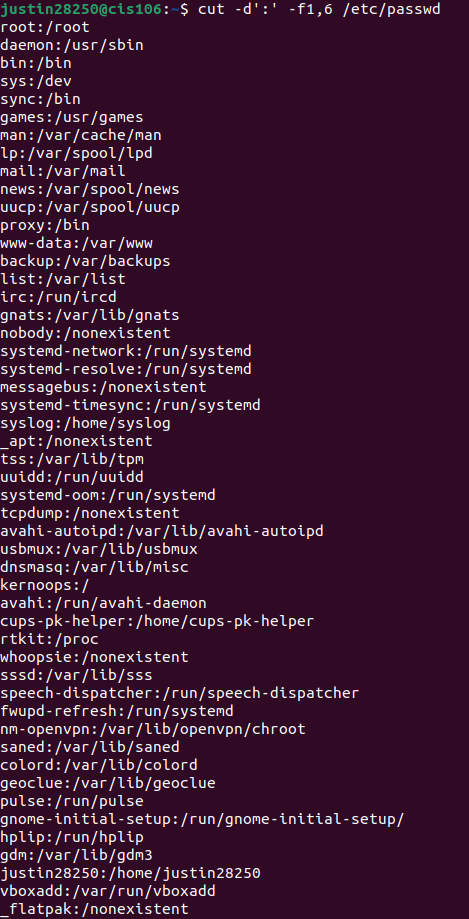 justin28250@cis106:~$ cut -d':' -f1,6 /etc/passwd
root:/root
daemon:/usr/sbin
bin:/bin
sys:/dev
sync:/bin
games:/usr/games
man:/var/cache/man
lp:/var/spool/lpd
mail:/var/mail
news:/var/spool/news
uucp:/var/spool/uucp
proxy:/bin
www-data:/var/www
backup:/var/backups
list:/var/list
irc:/run/ircd
gnats:/var/lib/gnats
nobody:/nonexistent
systemd-network:/run/systemd
systemd-resolve:/run/systemd
messagebus:/nonexistent
systemd-timesync:/run/systemd
syslog:/home/syslog
_apt:/nonexistent
tss:/var/lib/tpm
uuidd:/run/uuidd
systemd-oom:/run/systemd
tcpdump:/nonexistent
avahi-autoipd:/var/lib/avahi-autoipd
usbmux:/var/lib/usbmux
dnsmasq:/var/lib/misc
kernoops:/
avahi:/run/avahi-daemon
cups-pk-helper:/home/cups-pk-helper
rtkit:/proc
whoopsie:/nonexistent
sssd:/var/lib/sss
speech-dispatcher:/run/speech-dispatcher
fwupd-refresh:/run/systemd
nm-openvpn:/var/lib/openvpn/chroot
saned:/var/lib/saned
colord:/var/lib/colord
geoclue:/var/lib/geoclue
pulse:/run/pulse
gnome-initial-setup:/run/gnome-initial-setup/
hplip:/run/hplip
gdm:/var/lib/gdm3
justin28250:/home/justin28250
vboxadd:/var/run/vboxadd
_flatpak:/nonexistent